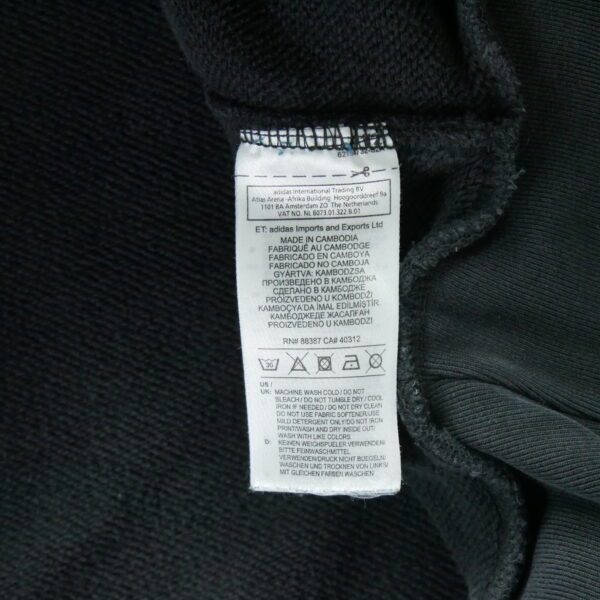 adidas International Trading BV
Atlas Arena -Afrika Building Hoogoorddreef 9a
1101 BA Amsterdam ZO The Netherlands
VAT NO. NL 8073.01.322.B.01
ET: adidas Imports and Exports Ltd
MADE IN CAMBODIA
FABRIQUÉ AU CAMBODGE
FABRICADO EN CAMBOYA
FABRICADO NO CAMBOJA
GYÁRTVA: KAMBODZSA
ПРОИЗВЕДЕНО В КАМБОДЖА
СДЕЛАНО В КАМБОДЖЕ
PROIZVEDENO U KOMBODŽI
KAMBOÇYA'DA IMAL EDİLMİŞTİR
КАМБОДЖЕДЕ ЖАСАЛҒАН
PROIZVEDENO U KAMBODŽI
RN# 88387 CA# 40312
30
US /
UK: MACHINE WASH COLD / DO NOT
BLEACH / DO NOT TUMBLE DRY / COOL
IRON IF NEEDED / DO NOT DRY CLEAN
DO NOT USE FABRIC SOFTENER/USE
MILD DETERGENT ONLY/DO NOT IRON
PRINT/WASH AND DRY INSIDE OUT/
WASH WITH LIKE COLORS
D: KEINEN WEICHSPUELER VERWENDEN/
BITTE FEINWASCHMITTEL
VERWENDEN/DRUCK NICHT BUEGELN/
WASCHEN UND TROCKNEN VON LINKS/
MIT GLEICHEN FARBEN WASCHEN